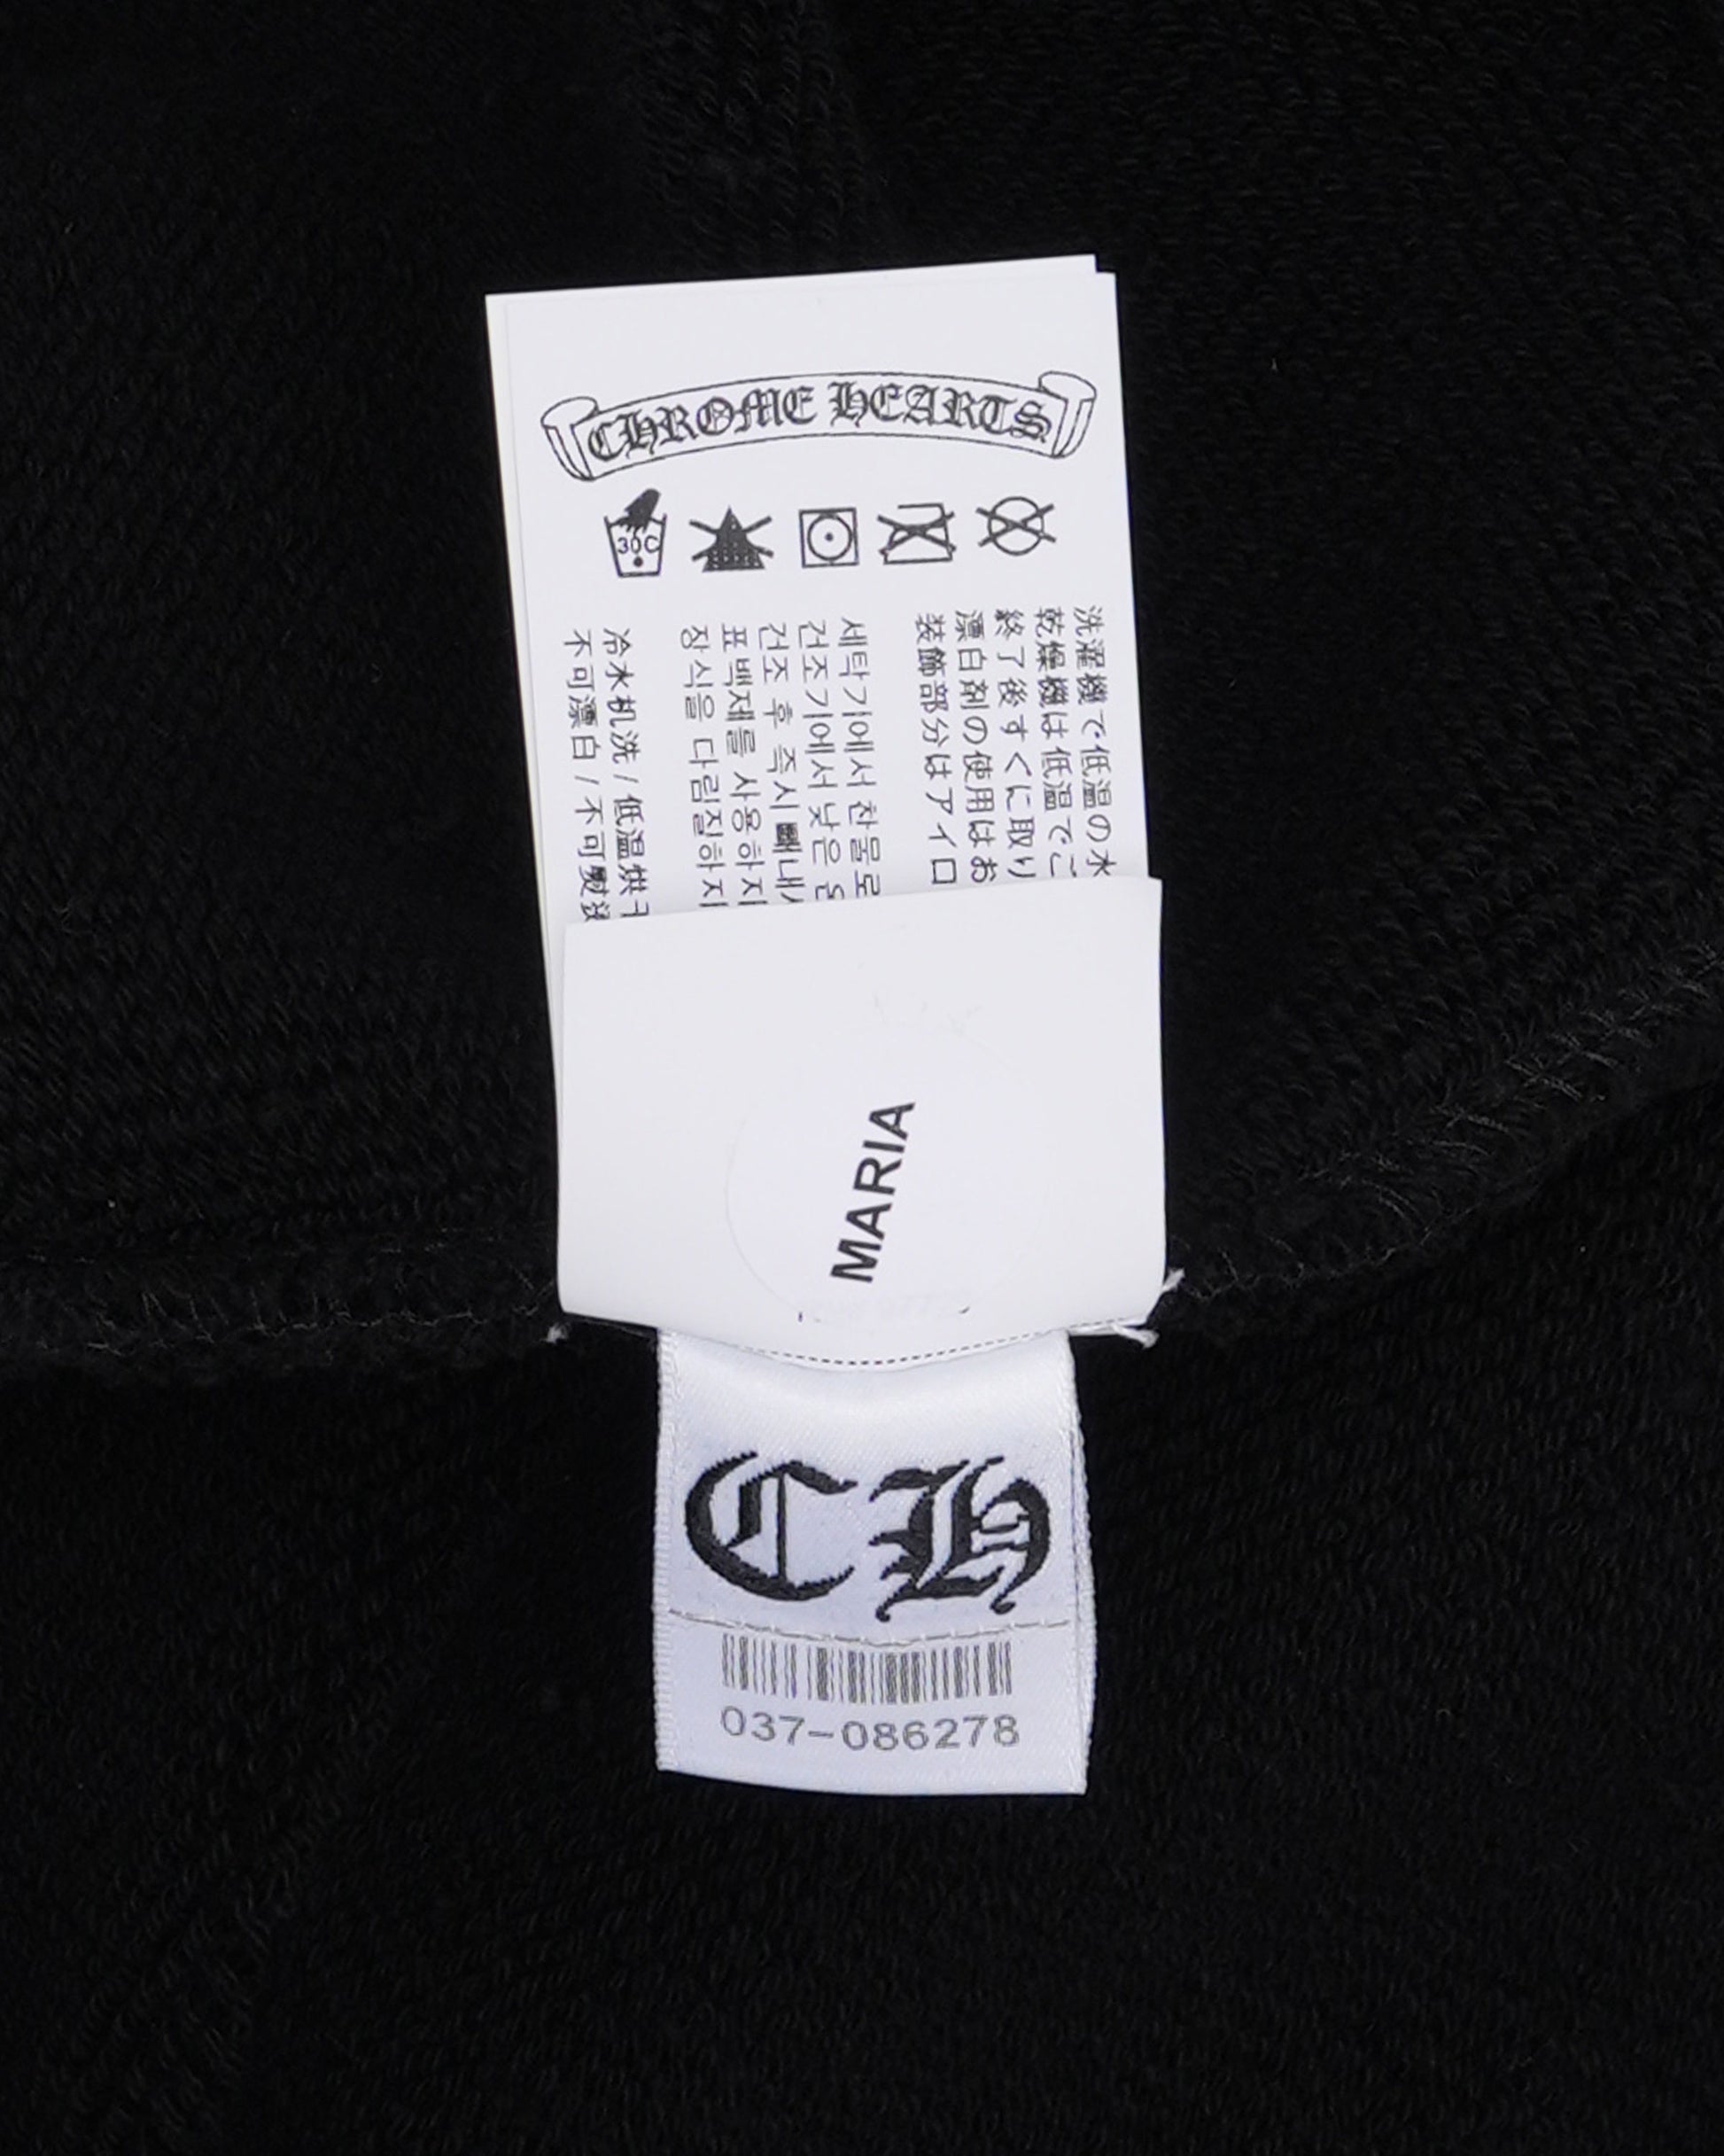 CHROME HEARTS
30C
洗濯機で低温の水
乾燥機は低温でご
終了後すぐに取り
漂白剤の使用はお
装飾部分はアイロ
세탁기에서 찬물로
건조기에서 낮은
건조 후 즉시 빼내
표백제를 사용하지
장식을 다림질하지
冷水机洗 / 低温烘
不可漂白 / 不可熨
MARIA
CH
037-086278